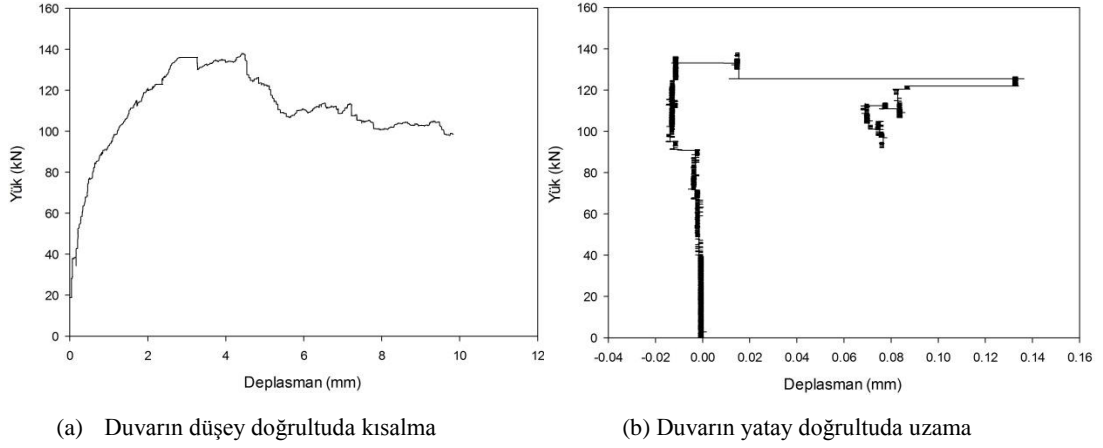 160
140
120
100
80
60
40
20
0
Yük (kN)
0 2 4 6 8 10 12
Deplasman (mm)
(a) Duvarın düşey doğrultuda kısalma
160
140
120
100
80
60
40
20
0
Yük (kN)
-0.04 -0.02 0.00 0.02 0.04 0.06 0.08 0.10 0.12 0.14 0.16
Deplasman (mm)
(b) Duvarın yatay doğrultuda uzama